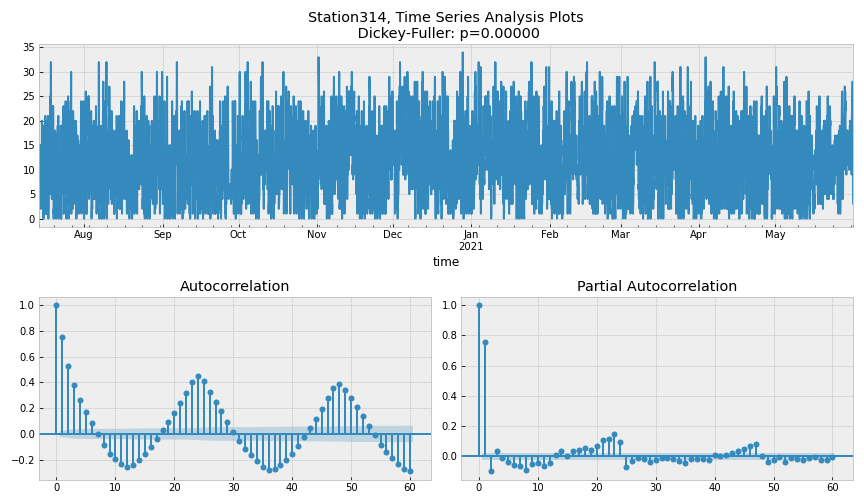 Station314, Time Series Analysis Plots
Dickey-Fuller: p=0.00000
35
30
25
20
15
10
5
0
Aug Sep Oct Nov Dec Jan Feb Mar Apr May
2021
time
Autocorrelation
1.0
0.8
0.6
0.4
0.2
0.0
−0.2
0 10 20 30 40 50 60
Partial Autocorrelation
1.0
0.8
0.6
0.4
0.2
0.0
0 10 20 30 40 50 60